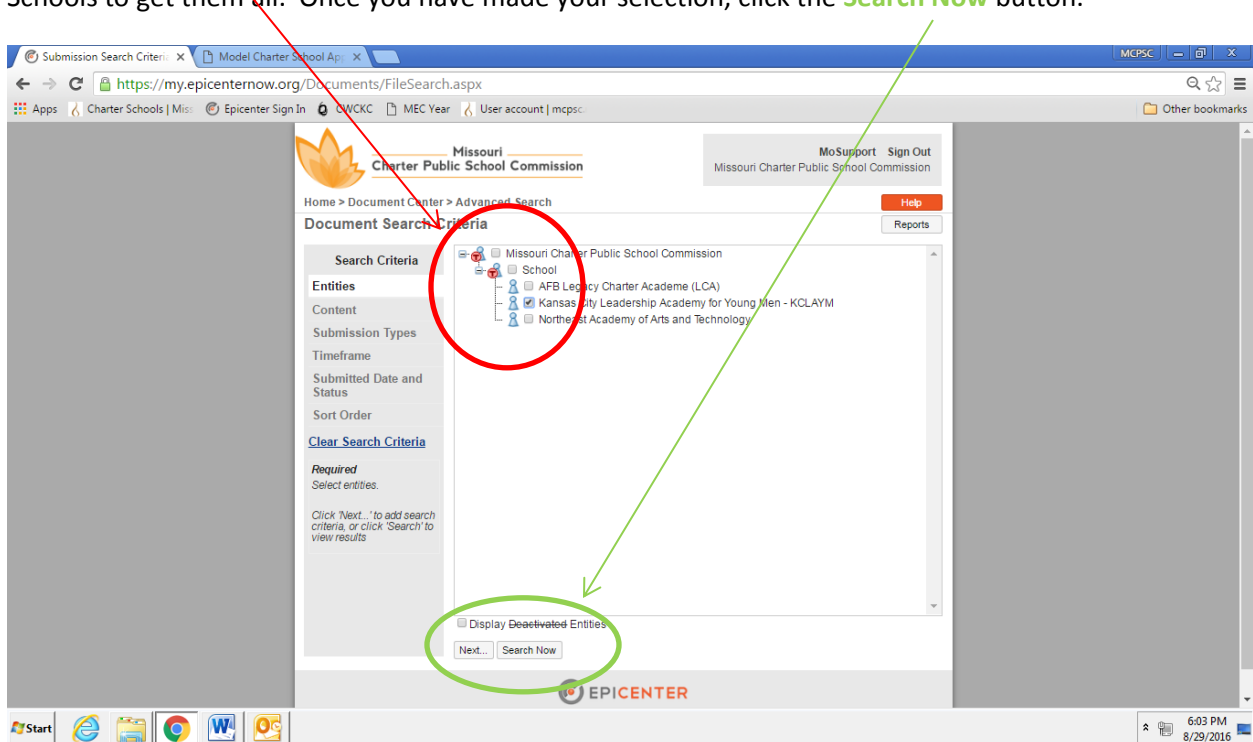 Schools to get them all. Once you have made your selection, click the Search Now button.
Submission Search Criteri
Model Charter School Ap
MCPSC
https://my.epicenternow.org/Documents/FileSearch.aspx
Apps
Charter Schools | Miss
Epicenter Sign In
CWCKC
MEC Year
User account | mcpsc.
Other bookmarks
Missouri
Charter Public School Commission
MoSupport Sign Out
Missouri Charter Public School Commission
Home > Document Center > Advanced Search
Help
Document Search Criteria
Reports
Search Criteria
Entities
Content
Submission Types
Timeframe
Submitted Date and
Status
Sort Order
Clear Search Criteria
Required
Select entities.
Click 'Next...' to add search
criteria, or click 'Search' to
view results
Missouri Charter Public School Commission
School
AFB Legacy Charter Academe (LCA)
Kansas City Leadership Academy for Young Men - KCLAYM
Northeast Academy of Arts and Technology
Display Deactivated Entities
Next... Search Now
EPICENTER
Start
6:03 PM
8/29/2016